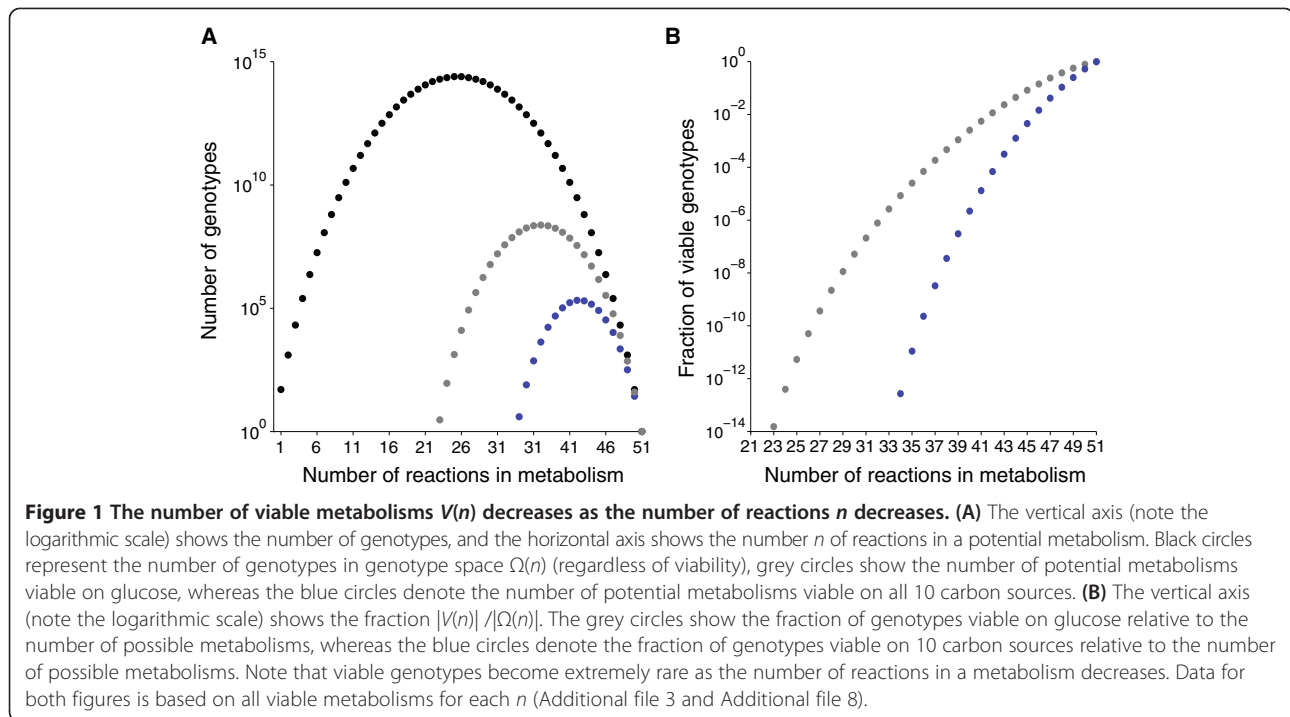 A
B
10^15
10^10
10^5
10^0
Number of genotypes
1 6 11 16 21 26 31 36 41 46 51
Number of reactions in metabolism
10^0
10^−2
10^−4
10^−6
10^−8
10^−10
10^−12
10^−14
Fraction of viable genotypes
21 23 25 27 29 31 33 35 37 39 41 43 45 47 49 51
Number of reactions in metabolism
Figure 1 The number of viable metabolisms V(n) decreases as the number of reactions n decreases. (A) The vertical axis (note the
logarithmic scale) shows the number of genotypes, and the horizontal axis shows the number n of reactions in a potential metabolism. Black circles
represent the number of genotypes in genotype space Ω(n) (regardless of viability), grey circles show the number of potential metabolisms
viable on glucose, whereas the blue circles denote the number of potential metabolisms viable on all 10 carbon sources. (B) The vertical axis
(note the logarithmic scale) shows the fraction |V(n)| /|Ω(n)|. The grey circles show the fraction of genotypes viable on glucose relative to the
number of possible metabolisms, whereas the blue circles denote the fraction of genotypes viable on 10 carbon sources relative to the number
of possible metabolisms. Note that viable genotypes become extremely rare as the number of reactions in a metabolism decreases. Data for
both figures is based on all viable metabolisms for each n (Additional file 3 and Additional file 8).